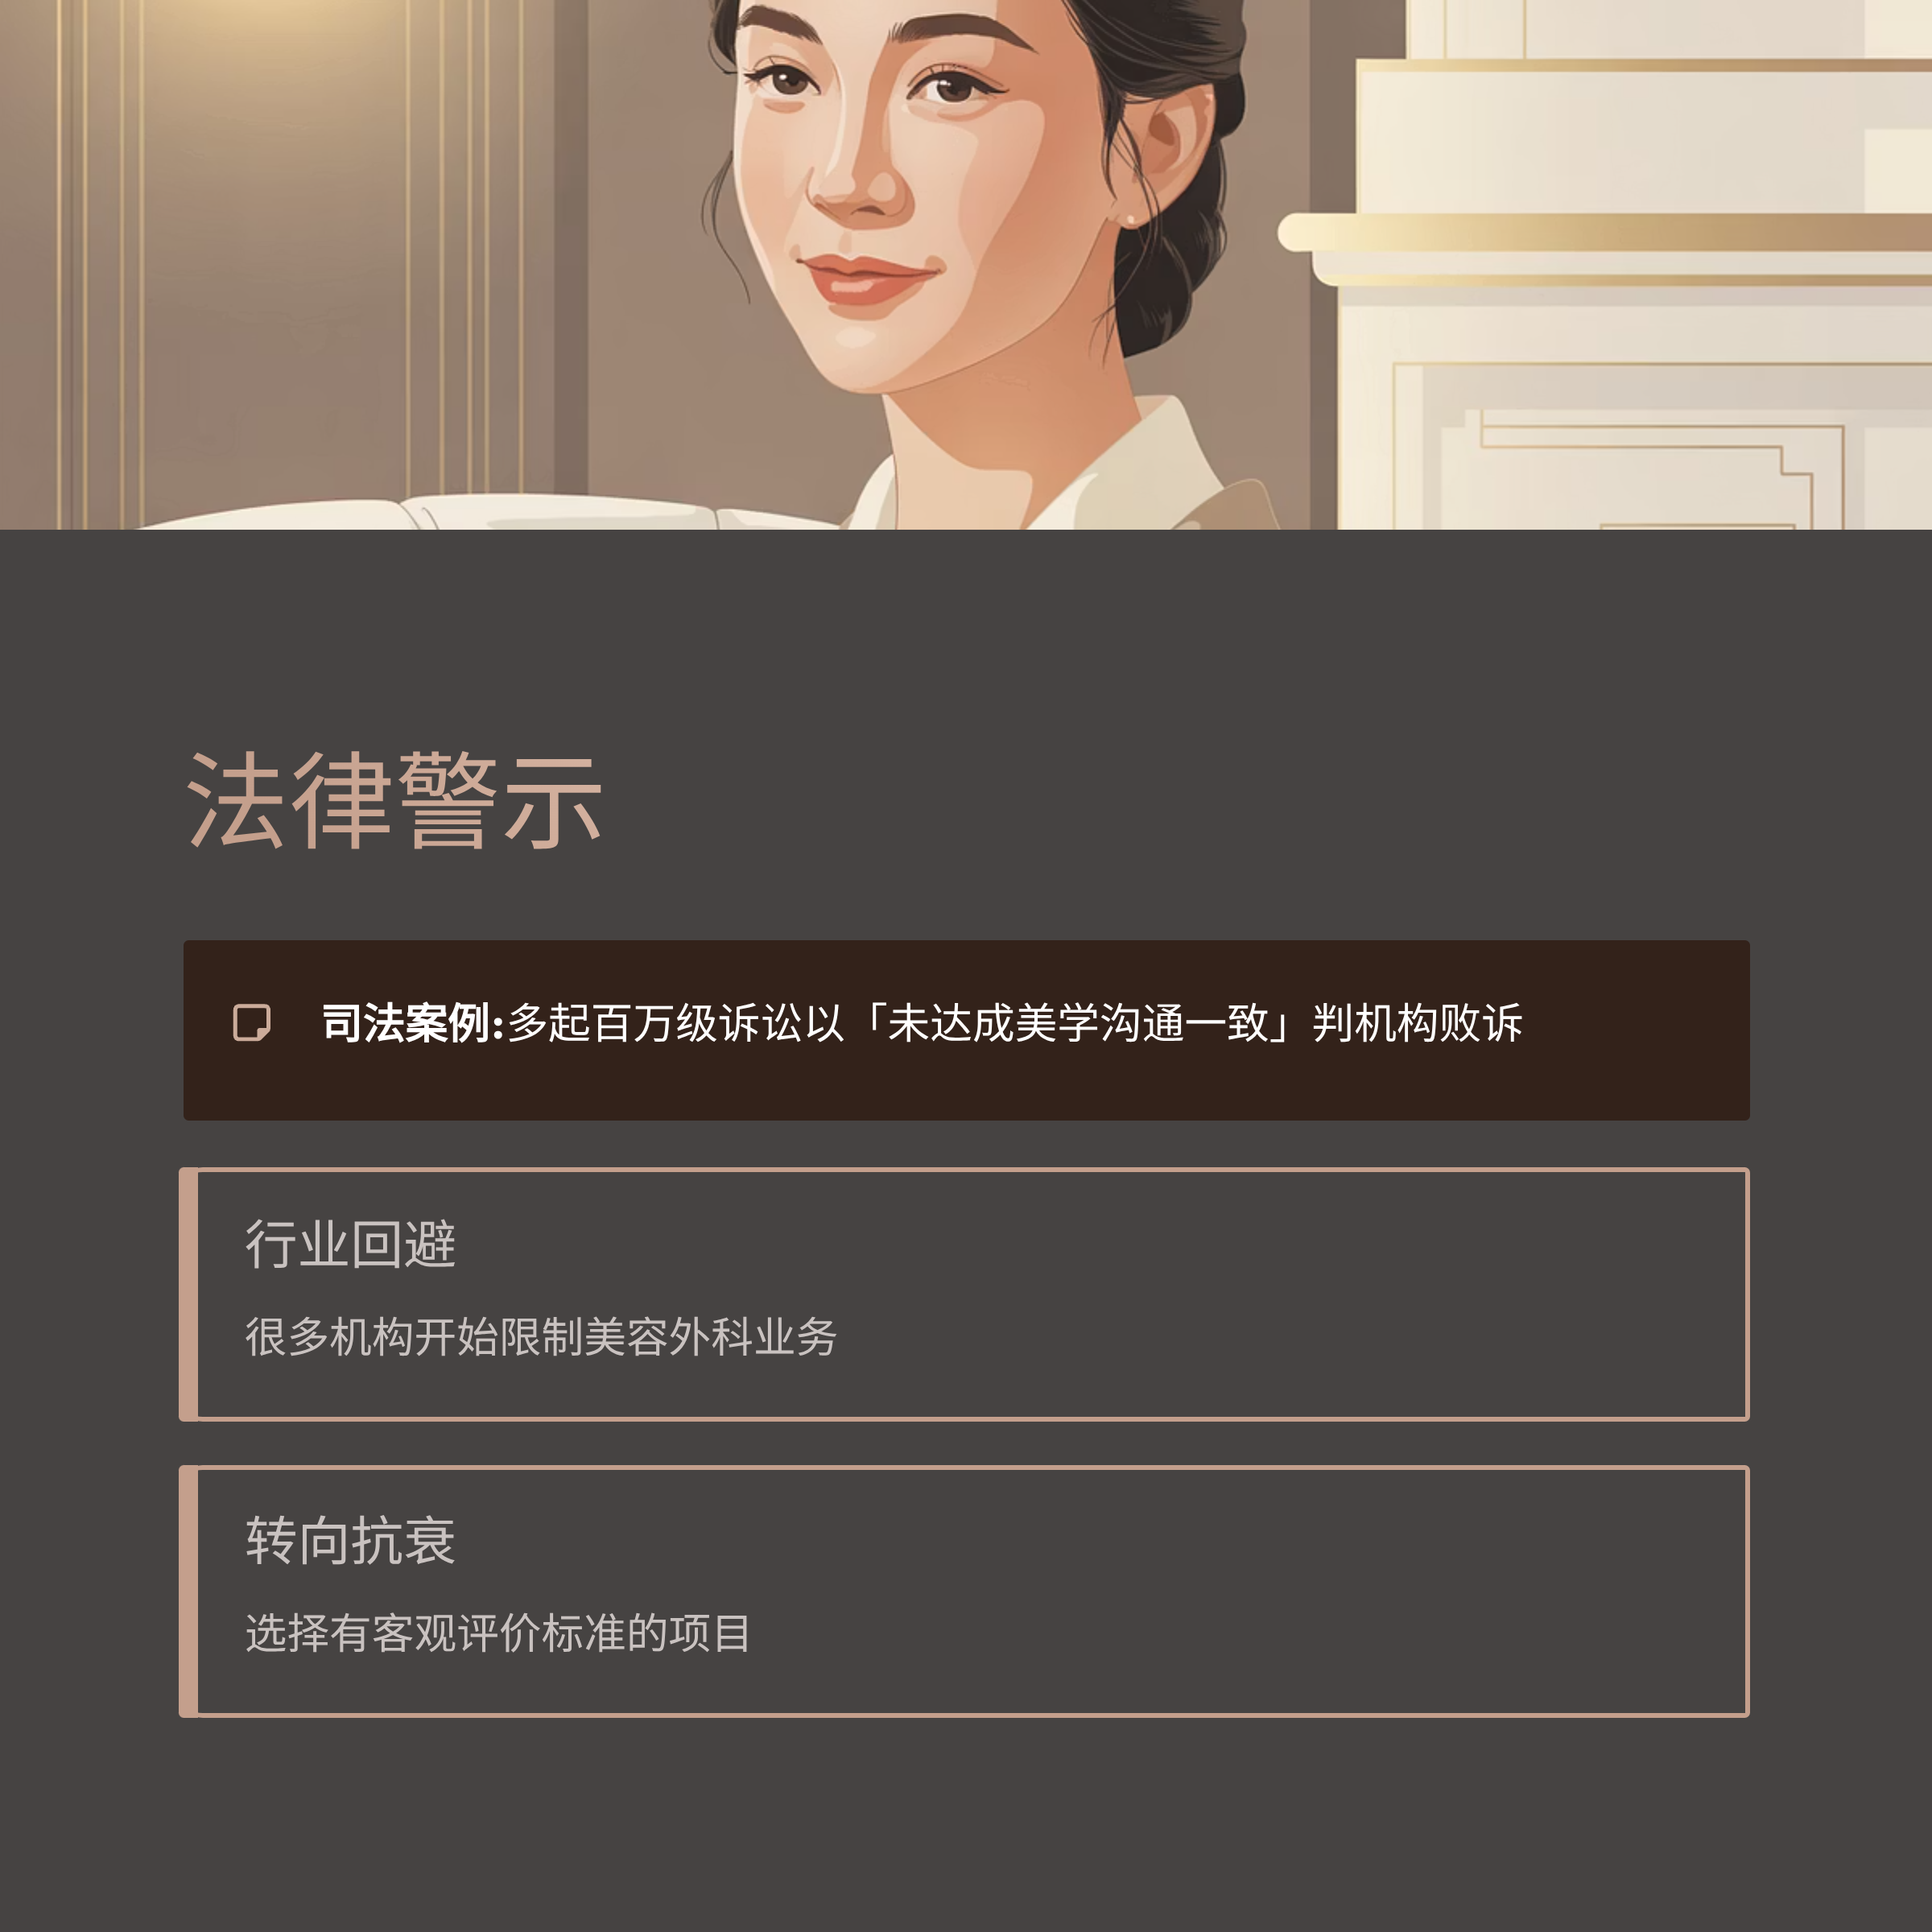 法律警示
司法案例:多起百万级诉讼以「未达成美学沟通一致」判机构败诉
行业回避
很多机构开始限制美容外科业务
转向抗衰
选择有客观评价标准的项目